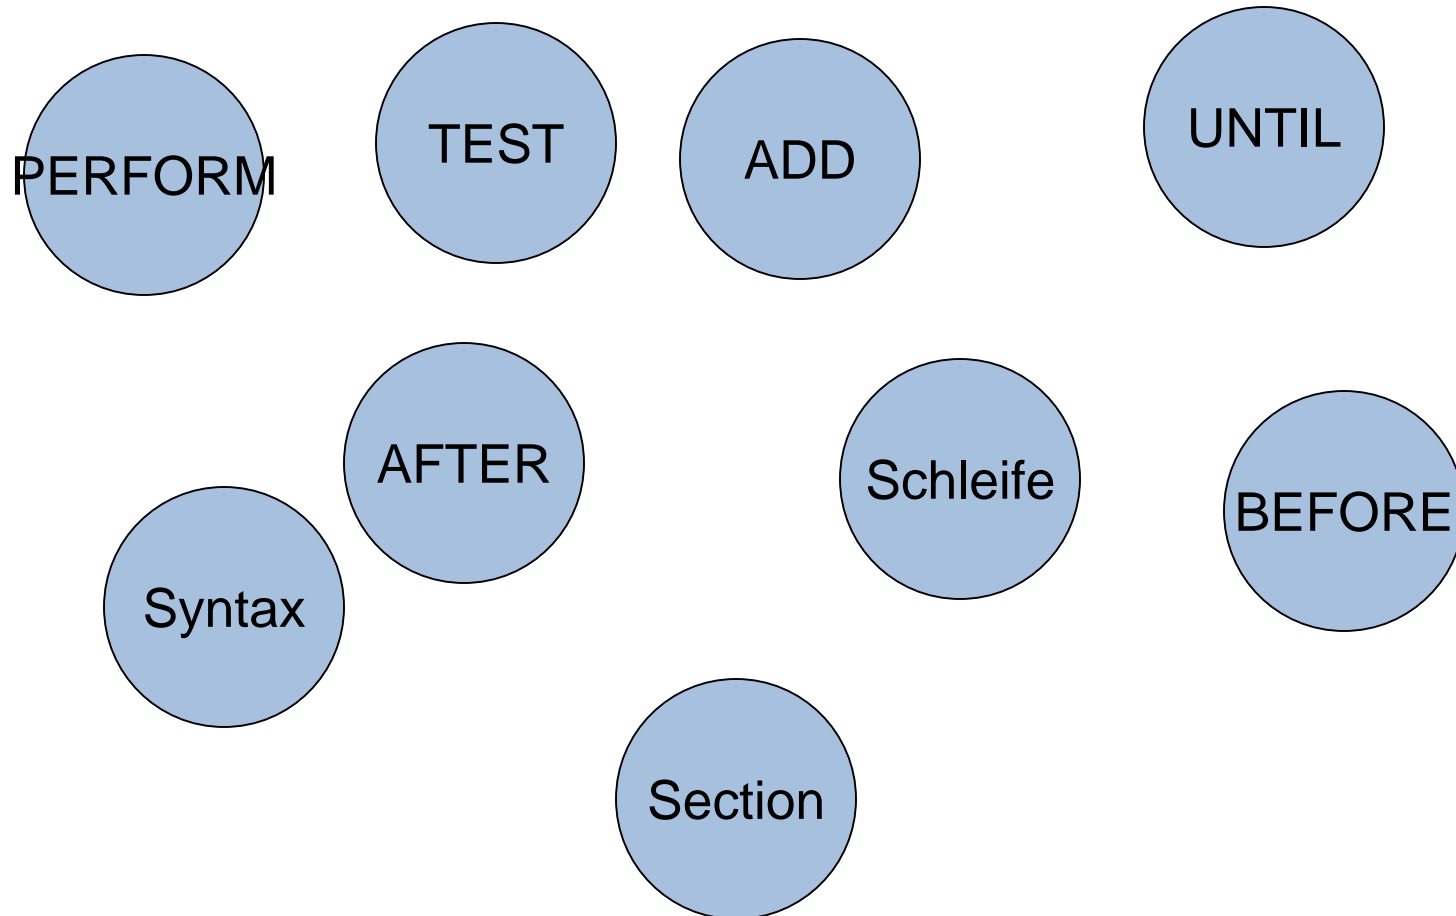 PERFORM
TEST
ADD
UNTIL
AFTER
Schleife
BEFORE
Syntax
Section